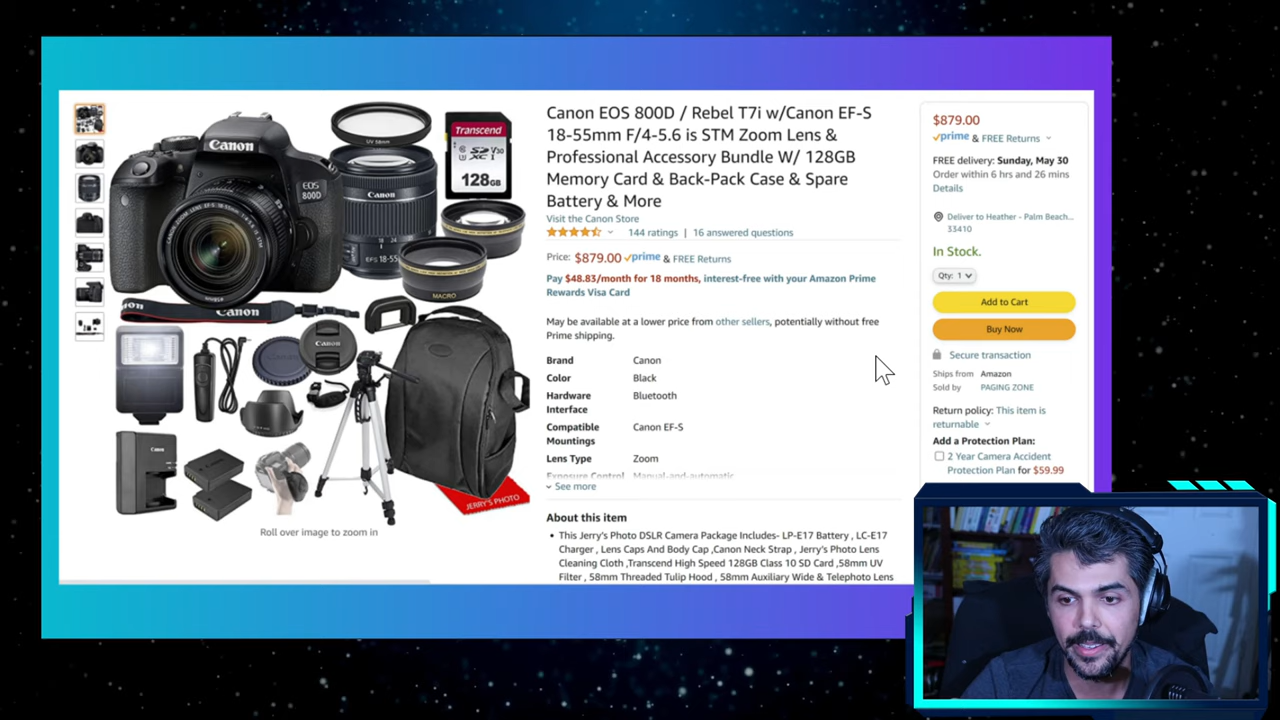 Canon
EOS
800D
UV 58mm
Canon
Transcend
128GB
MACRO
Canon
Canon
JERRY'S PHOTO
Roll over image to zoom in
Canon EOS 800D / Rebel T7i w/Canon EF-S
18-55mm F/4-5.6 is STM Zoom Lens &
Professional Accessory Bundle W/ 128GB
Memory Card & Back-Pack Case & Spare
Battery & More
Visit the Canon Store
144 ratings | 16 answered questions
Price: $879.00 prime & FREE Returns
Pay $48.83/month for 18 months, interest-free with your Amazon Prime
Rewards Visa Card
May be available at a lower price from other sellers, potentially without free
Prime shipping.
Brand Canon
Color Black
Hardware Bluetooth
Interface
Compatible Canon EF-S
Mountings
Lens Type Zoom
Exposure Control Manual-and-automatic
See more
About this item
• This Jerry's Photo DSLR Camera Package Includes- LP-E17 Battery , LC-E17
Charger , Lens Caps And Body Cap ,Canon Neck Strap , Jerry's Photo Lens
Cleaning Cloth ,Transcend High Speed 128GB Class 10 SD Card ,58mm UV
Filter , 58mm Threaded Tulip Hood , 58mm Auxiliary Wide & Telephoto Lens
$879.00
prime & FREE Returns
FREE delivery: Sunday, May 30
Order within 6 hrs and 26 mins
Details
Deliver to Heather - Palm Beach...
33410
In Stock.
Qty: 1
Add to Cart
Buy Now
Secure transaction
Ships from Amazon
Sold by PAGING ZONE
Return policy: This item is
returnable
Add a Protection Plan:
2 Year Camera Accident
Protection Plan for $59.99